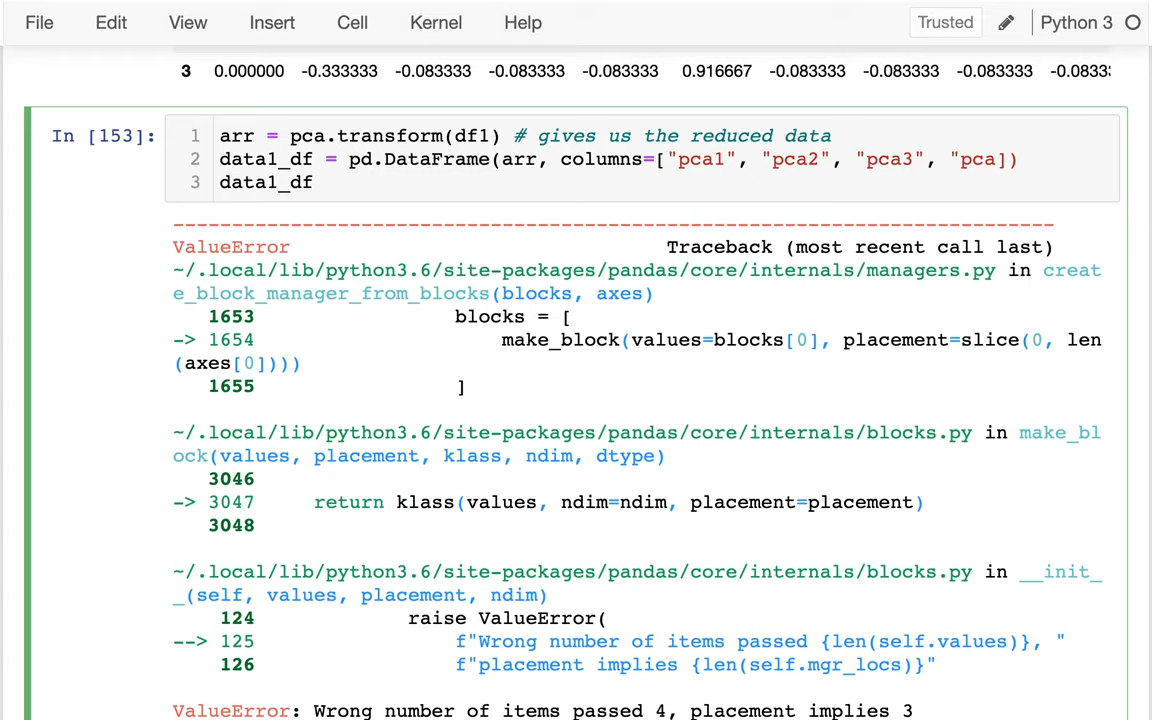 File Edit View Insert Cell Kernel Help Trusted Python 3
3 0.000000 -0.333333 -0.083333 -0.083333 -0.083333 0.916667 -0.083333 -0.083333 -0.083333
In [153]: 1 arr = pca.transform(df1) # gives us the reduced data
2 data1_df = pd.DataFrame(arr, columns=["pca1", "pca2", "pca3", "pca])
3 data1_df
---------------------------------------------------------------------------
ValueError Traceback (most recent call last)
~/.local/lib/python3.6/site-packages/pandas/core/internals/managers.py in creat
e_block_manager_from_blocks(blocks, axes)
1653 blocks = [
-> 1654 make_block(values=blocks[0], placement=slice(0, len
(axes[0])))
1655 ]
~/.local/lib/python3.6/site-packages/pandas/core/internals/blocks.py in make_bl
ock(values, placement, klass, ndim, dtype)
3046
-> 3047 return klass(values, ndim=ndim, placement=placement)
3048
~/.local/lib/python3.6/site-packages/pandas/core/internals/blocks.py in __init_
_(self, values, placement, ndim)
124 raise ValueError(
--> 125 f"Wrong number of items passed {len(self.values)}, "
126 f"placement implies {len(self.mgr_locs)}"
ValueError: Wrong number of items passed 4, placement implies 3